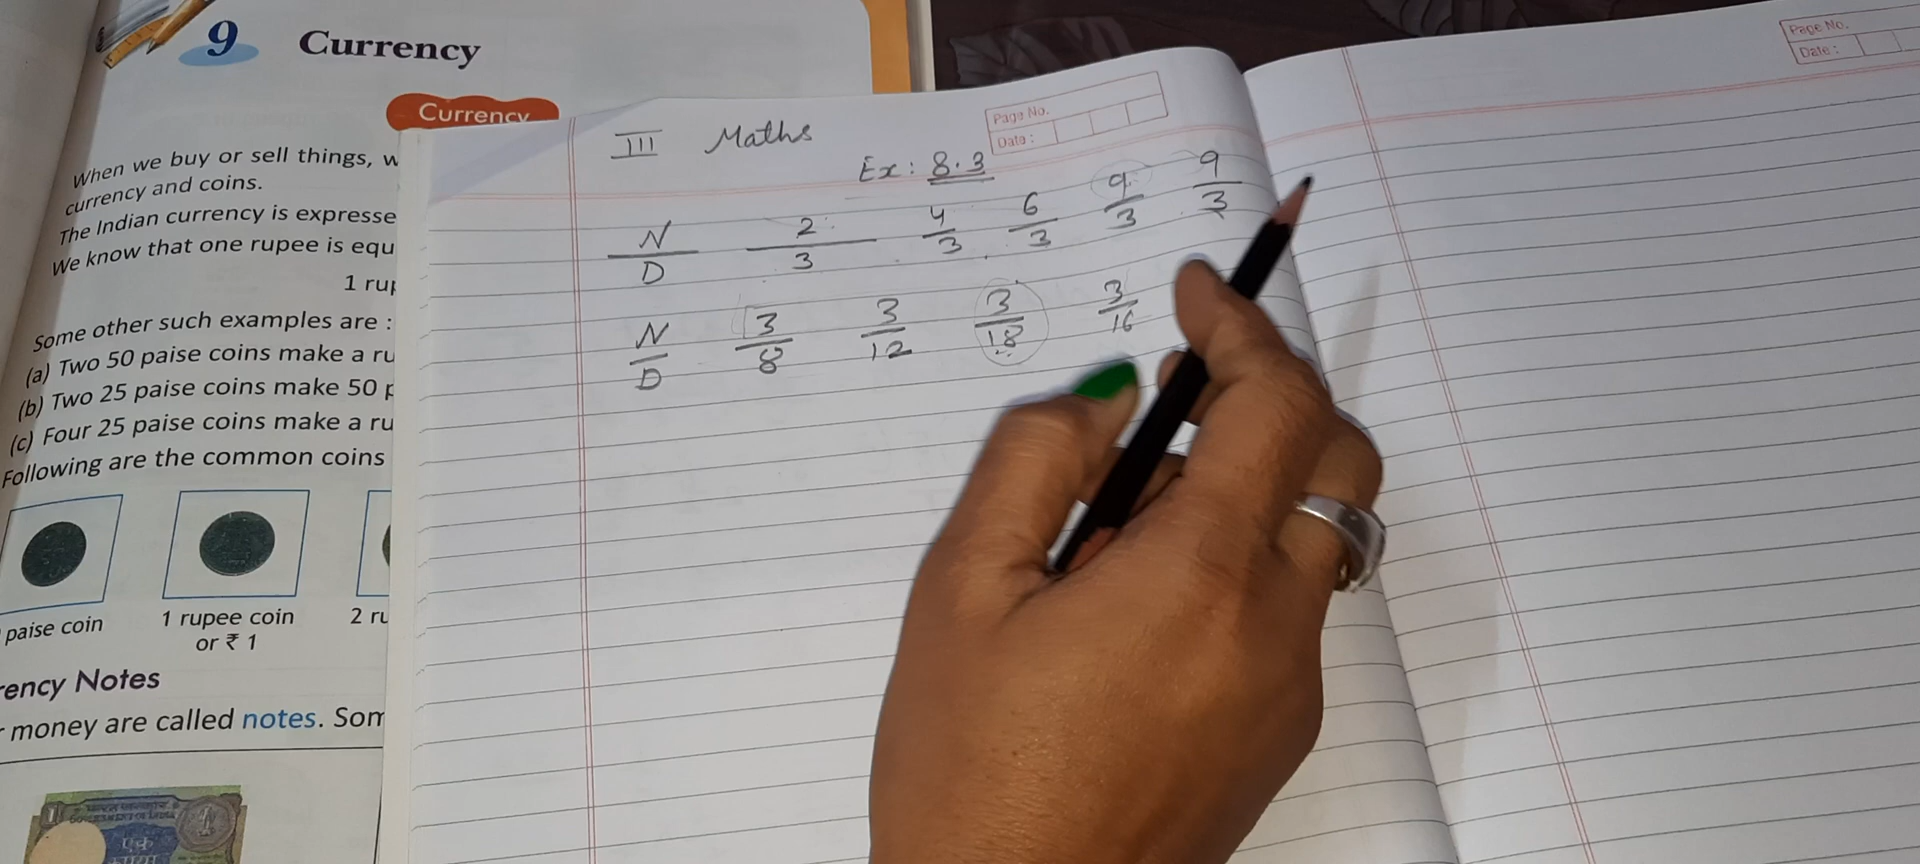 9 Currency
Currency
When we buy or sell things, w
currency and coins.
The Indian currency is expresse
We know that one rupee is equ
1 rup
Some other such examples are :
(a) Two 50 paise coins make a ru
(b) Two 25 paise coins make 50 p
(c) Four 25 paise coins make a ru
Following are the common coins
paise coin
1 rupee coin
or ₹ 1
2 ru
rency Notes
money are called notes. Som
1
एक
III Maths
Page No.
Date :
Ex: 8.3
N/D 2/3 4/3 6/3 9/3 9/3
N/D 3/8 3/12 3/18 3/16
Page No.
Date :